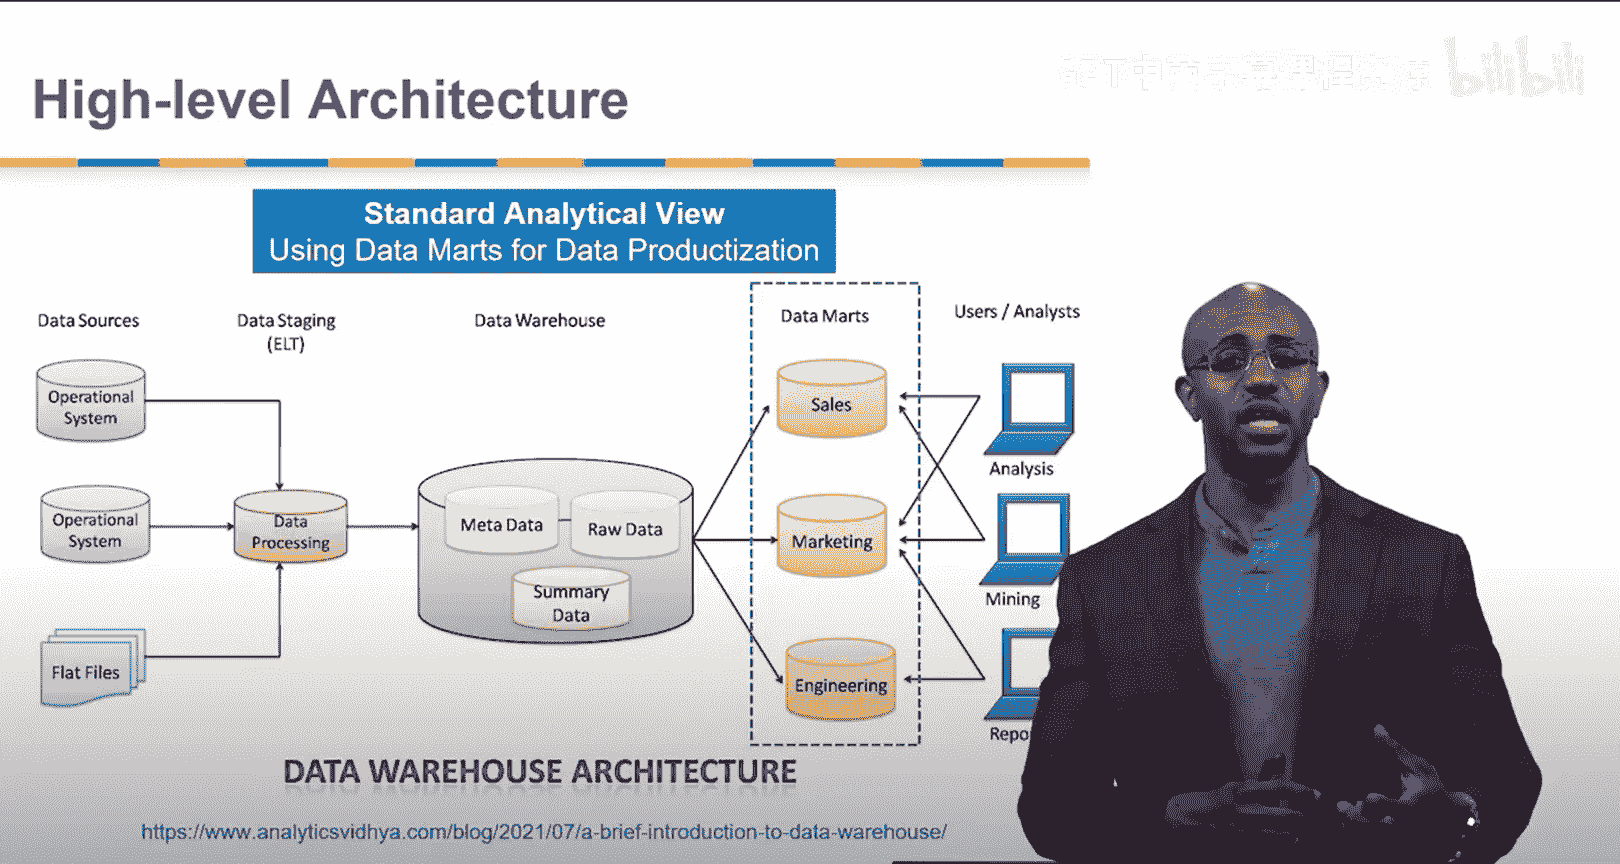 High-level Architecture
bilibili
Standard Analytical View
Using Data Marts for Data Productization
Data Sources
Data Staging
(ELT)
Data Warehouse
Data Marts
Users / Analysts
Operational
System
Operational
System
Flat Files
Data
Processing
Meta Data
Raw Data
Summary
Data
Sales
Marketing
Engineering
Analysis
Mining
Repo
DATA WAREHOUSE ARCHITECTURE
https://www.analyticsvidhya.com/blog/2021/07/a-brief-introduction-to-data-warehouse/